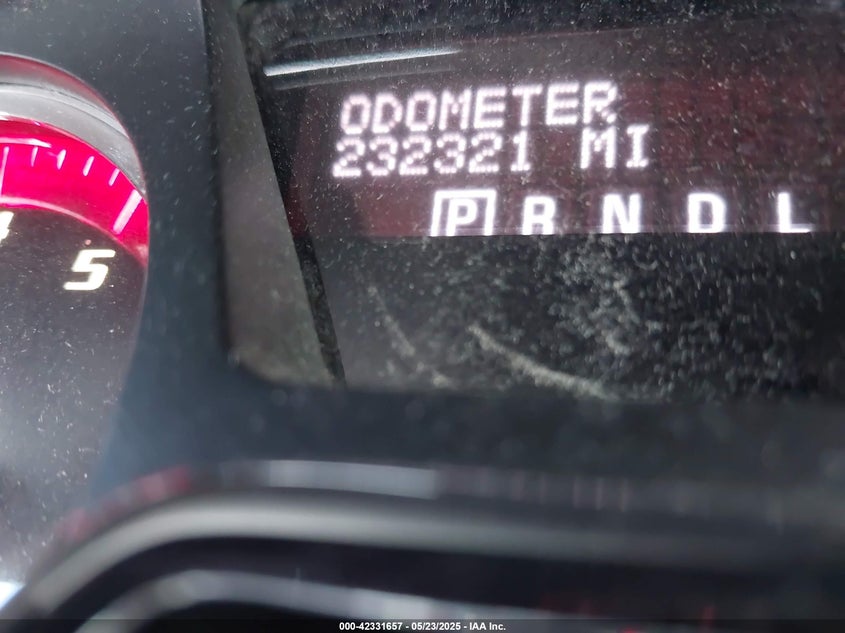 ODOMETER
232321 MI
P R N D L
5
000-42331657 - 05/23/2025 - IAA Inc.